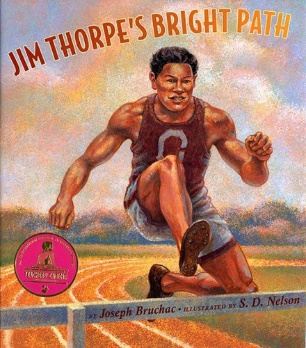 JIM THORPE'S BRIGHT PATH
C
BY Joseph Bruchac • ILLUSTRATED BY S. D. Nelson